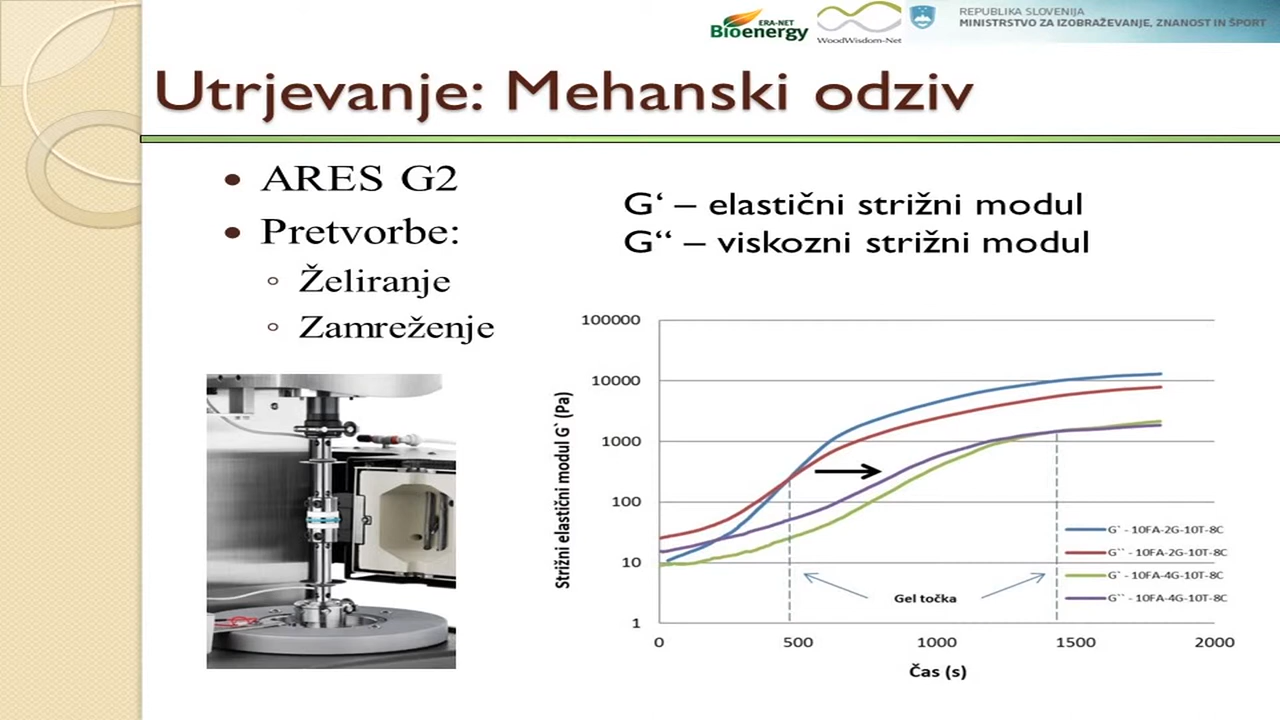 ERA-NET
Bioenergy
WoodWisdom-Net
REPUBLIKA SLOVENIJA
MINISTRSTVO ZA IZOBRAŽEVANJE, ZNANOST IN ŠPORT
Utrjevanje: Mehanski odziv
• ARES G2
• Pretvorbe:
◦ Želiranje
◦ Zamreženje
G‘ – elastični strižni modul
G“ – viskozni strižni modul
Strižni elastični modul G` (Pa)
100000
10000
1000
100
10
1
0 500 1000 1500 2000
Čas (s)
Gel točka
G` - 10FA-2G-10T-8C
G`` - 10FA-2G-10T-8C
G` - 10FA-4G-10T-8C
G`` - 10FA-4G-10T-8C